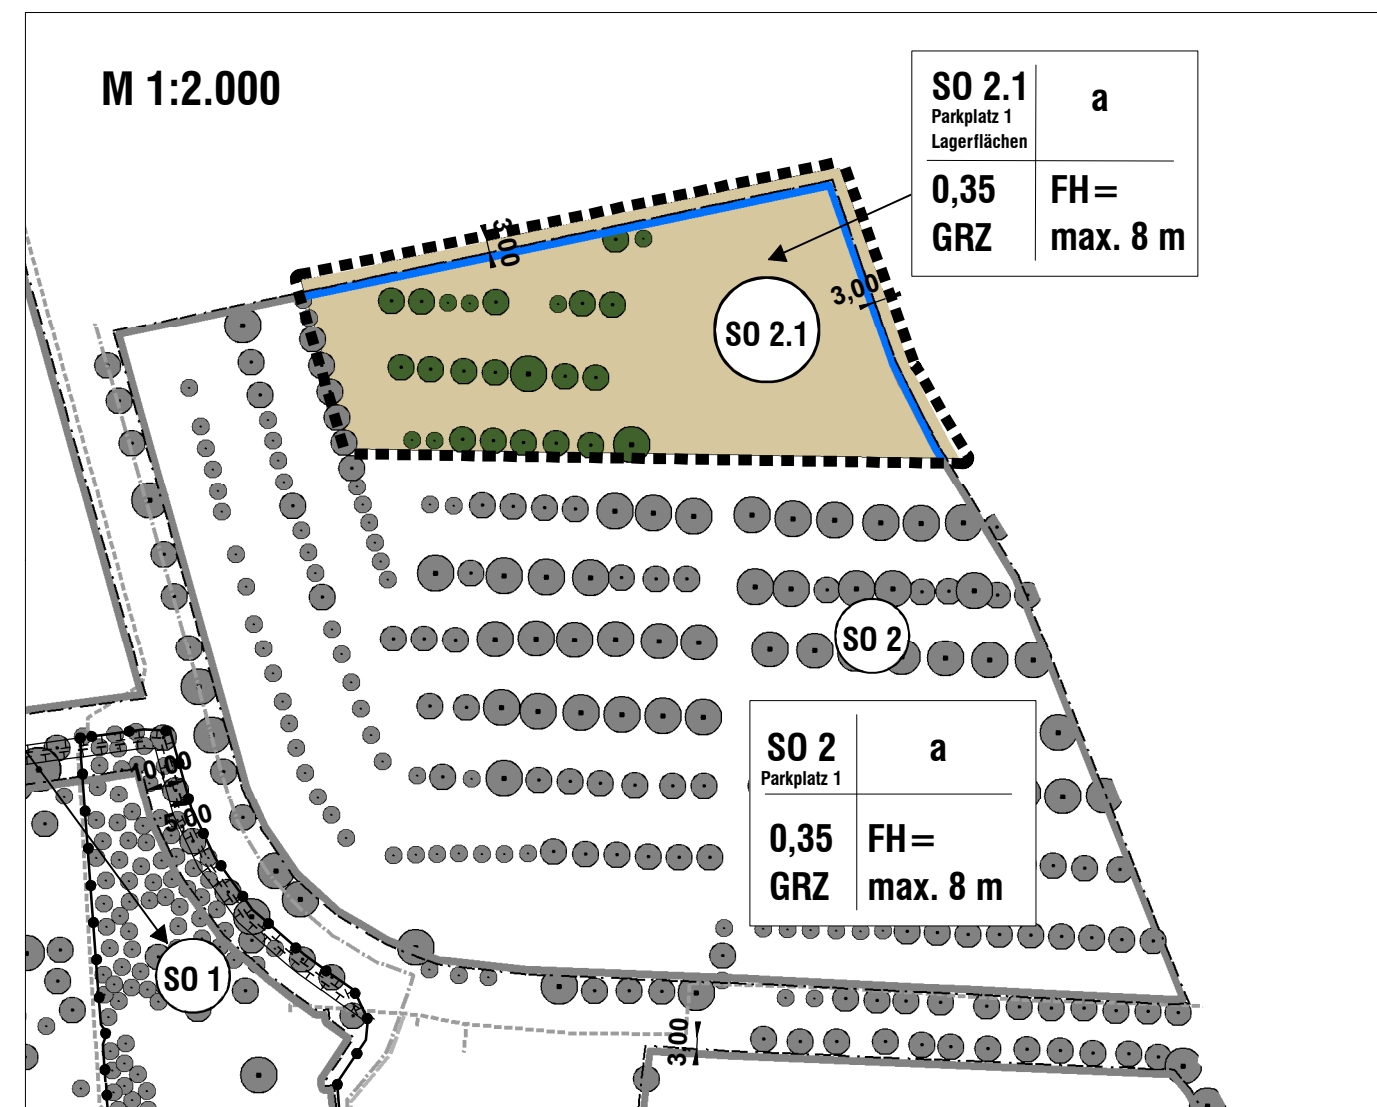 M 1:2.000
SO 2.1
Parkplatz 1
Lagerflächen
a
0,35
GRZ
FH=
max. 8 m
3,00
3,00
SO 2.1
SO 2
SO 2
Parkplatz 1
a
0,35
GRZ
FH=
max. 8 m
10,00
5,00
SO 1
3,00